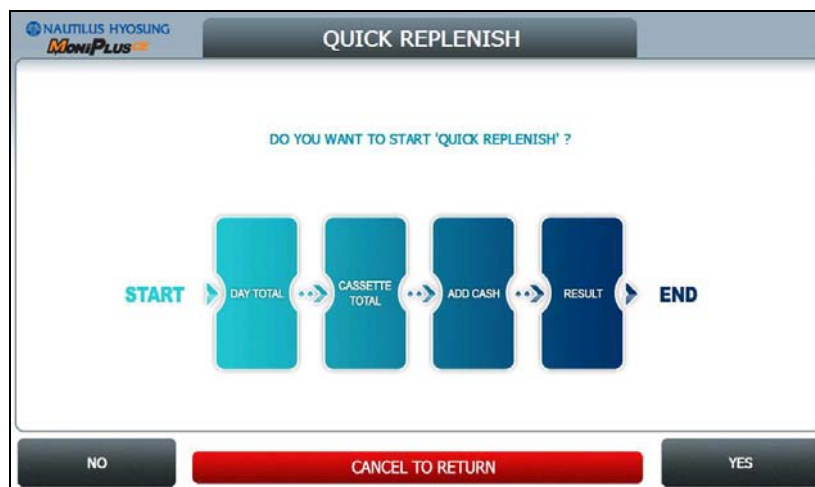 NAUTILUS HYOSUNG
MONIPLUS CE
QUICK REPLENISH
DO YOU WANT TO START 'QUICK REPLENISH' ?
START
DAY TOTAL
CASSETTE
TOTAL
ADD CASH
RESULT
END
NO
CANCEL TO RETURN
YES